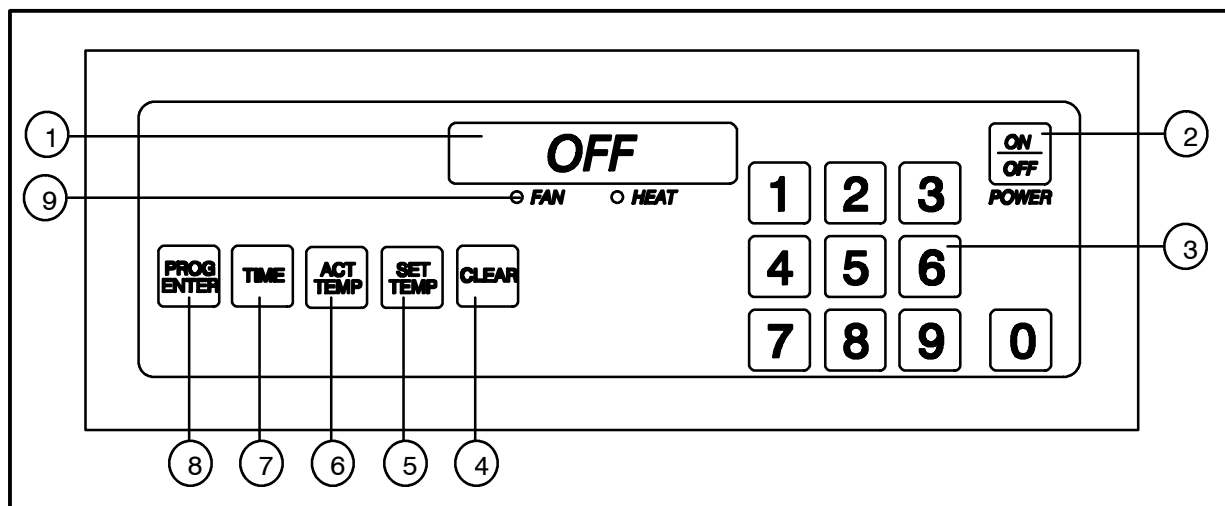 1
OFF
9
FAN HEAT
ON
OFF
POWER
2
1 2 3
4 5 6
3
7 8 9 0
PROG
ENTER
TIME
ACT
TEMP
SET
TEMP
CLEAR
8 7 6 5 4